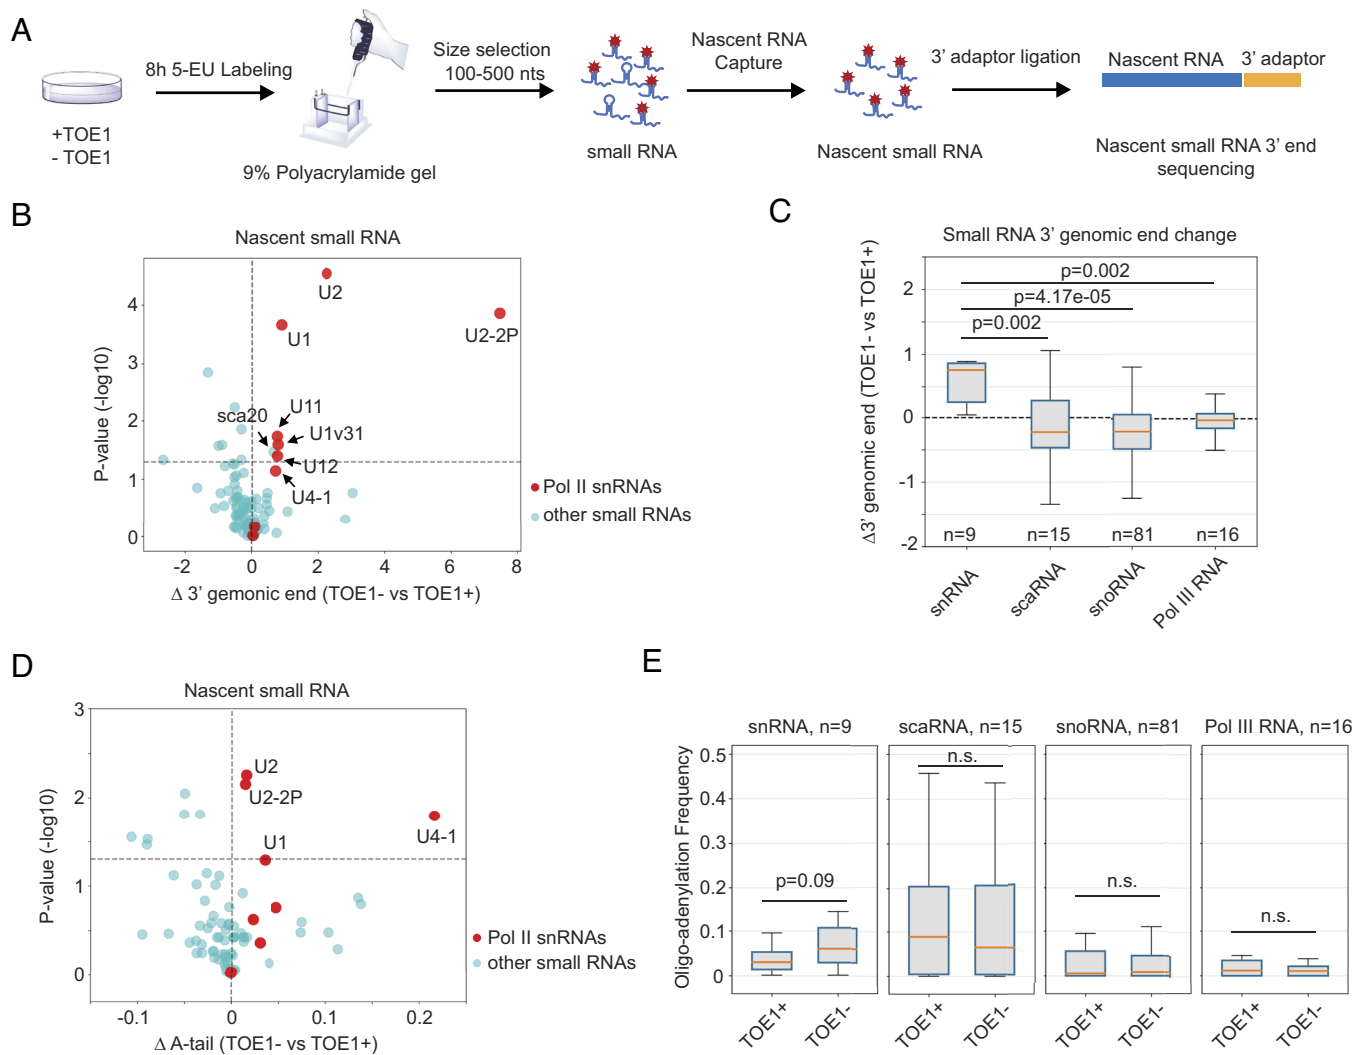 A
8h 5-EU Labeling
+TOE1
- TOE1
9% Polyacrylamide gel
Size selection
100-500 nts
small RNA
Nascent RNA
Capture
Nascent small RNA
3' adaptor ligation
Nascent RNA 3' adaptor
Nascent small RNA 3' end
sequencing
B
Nascent small RNA
P-value (-log10)
4
3
2
1
0
U2
U2-2P
U1
sca20
U11
U1v31
U12
U4-1
Pol II snRNAs
other small RNAs
-2 0 2 4 6 8
Δ 3' gemonic end (TOE1- vs TOE1+)
C
Small RNA 3' genomic end change
Δ3' genomic end (TOE1- vs TOE1+)
2
1
0
-1
-2
p=0.002
p=4.17e-05
p=0.002
n=9 n=15 n=81 n=16
snRNA scaRNA snoRNA Pol III RNA
D
Nascent small RNA
P-value (-log10)
3
2
1
0
U2
U2-2P
U4-1
U1
Pol II snRNAs
other small RNAs
-0.1 0 0.1 0.2
Δ A-tail (TOE1- vs TOE1+)
E
snRNA, n=9 scaRNA, n=15 snoRNA, n=81 Pol III RNA, n=16
Oligo-adenylation Frequency
0.5
0.4
0.3
0.2
0.1
0
p=0.09
n.s.
n.s.
n.s.
TOE1+ TOE1- TOE1+ TOE1- TOE1+ TOE1- TOE1+ TOE1-